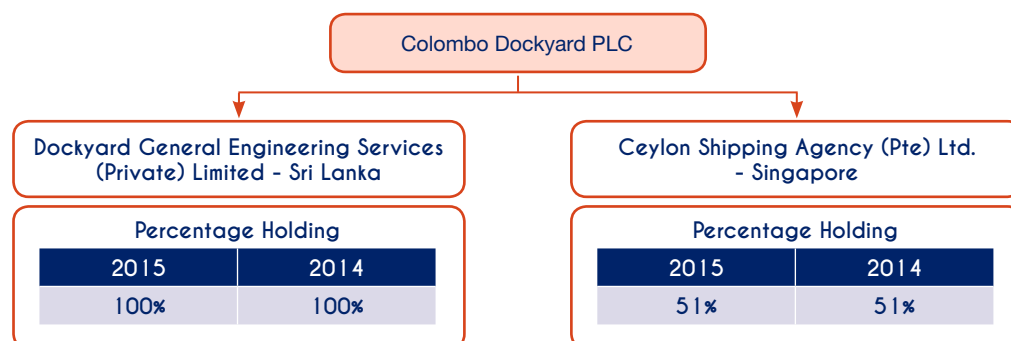 Colombo Dockyard PLC
Dockyard General Engineering Services
(Private) Limited - Sri Lanka
Percentage Holding
2015 2014
100% 100%
Ceylon Shipping Agency (Pte) Ltd.
- Singapore
Percentage Holding
2015 2014
51% 51%